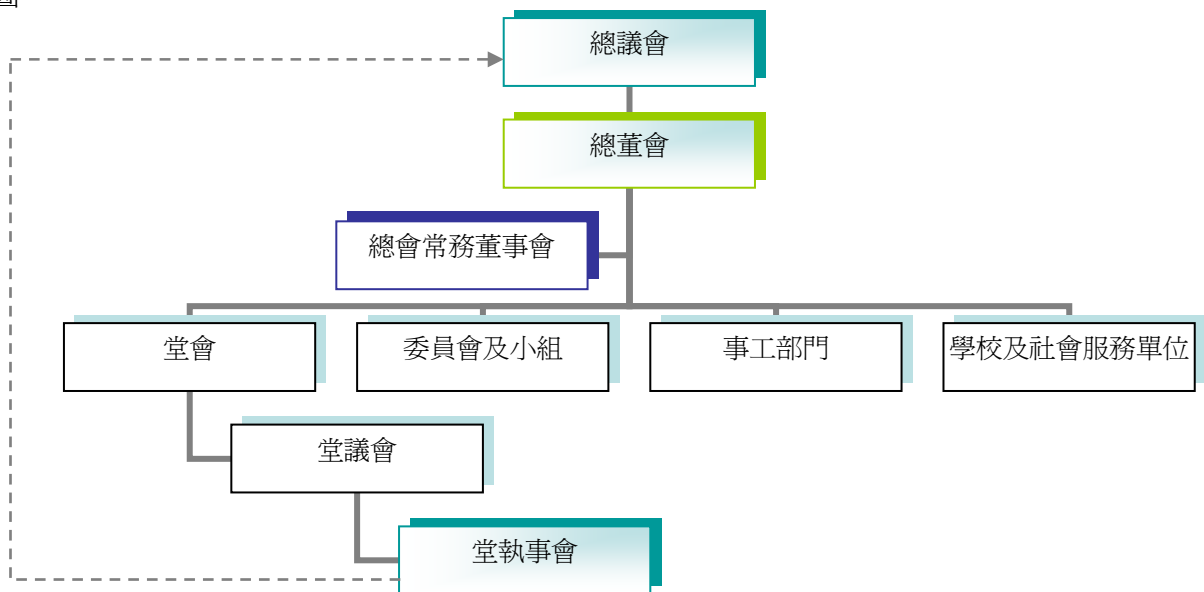 圖
總議會
總董會
總會常務董事會
堂會
委員會及小組
事工部門
學校及社會服務單位
堂議會
堂執事會